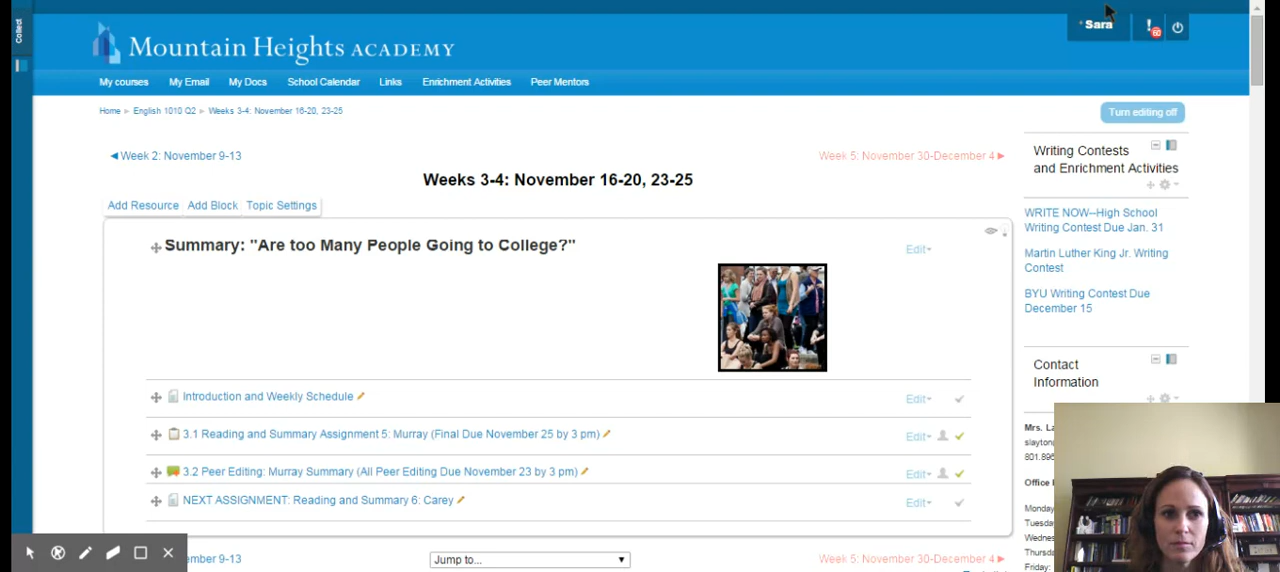 Collect
Sara
! 60
Mountain Heights ACADEMY
My courses My Email My Docs School Calendar Links Enrichment Activities Peer Mentors
Home ► English 1010 Q2 ► Weeks 3-4: November 16-20, 23-25
Turn editing off
◄ Week 2: November 9-13
Week 5: November 30-December 4 ►
Weeks 3-4: November 16-20, 23-25
Add Resource Add Block Topic Settings
Summary: "Are too Many People Going to College?"
Edit
Introduction and Weekly Schedule
Edit
3.1 Reading and Summary Assignment 5: Murray (Final Due November 25 by 3 pm)
Edit
3.2 Peer Editing: Murray Summary (All Peer Editing Due November 23 by 3 pm)
Edit
NEXT ASSIGNMENT: Reading and Summary 6: Carey
Edit
9-13
Jump to...
Week 5: November 30-December 4 ►
Writing Contests
and Enrichment Activities
WRITE NOW--High School
Writing Contest Due Jan. 31
Martin Luther King Jr. Writing
Contest
BYU Writing Contest Due
December 15
Contact
Information
Mrs.
Office